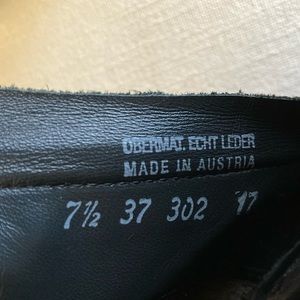 OBERMAT. ECHT LEDER
MADE IN AUSTRIA
7½ 37 302 17